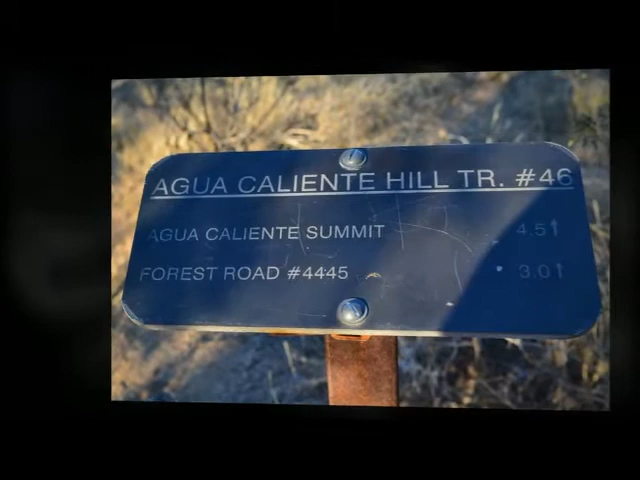 AGUA CALIENTE HILL TR. #46
AGUA CALIENTE SUMMIT 4.5↑
FOREST ROAD #4445 3.0↑